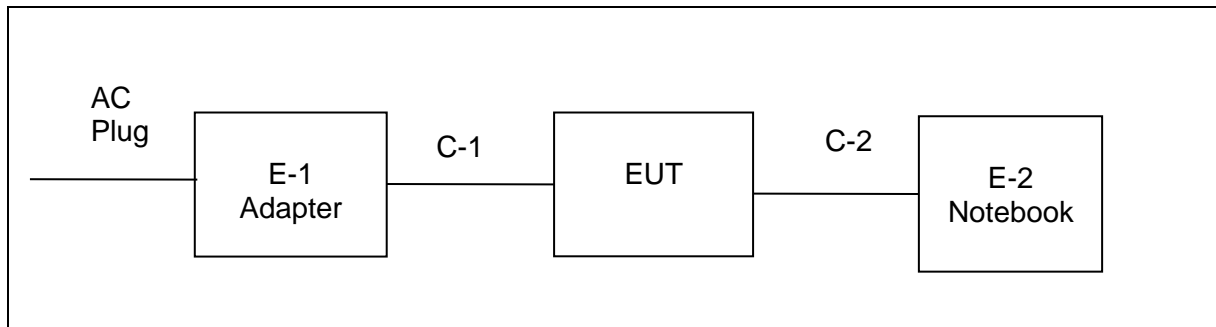 AC
Plug
E-1
Adapter
C-1
EUT
C-2
E-2
Notebook